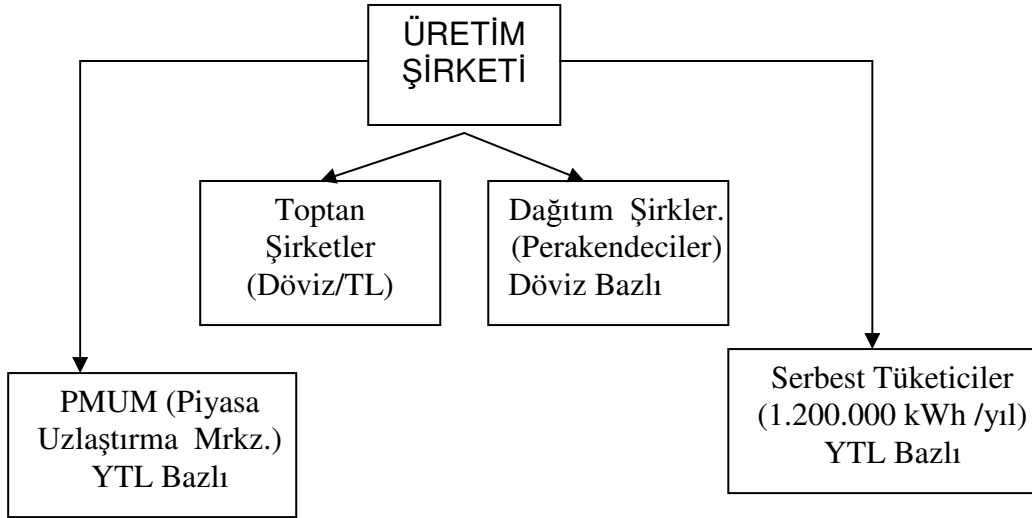 ÜRETİM
ŞİRKETİ
Toptan
Şirketler
(Döviz/TL)
Dağıtım Şirkler.
(Perakendeciler)
Döviz Bazlı
PMUM (Piyasa
Uzlaştırma Mrkz.)
YTL Bazlı
Serbest Tüketiciler
(1.200.000 kWh /yıl)
YTL Bazlı